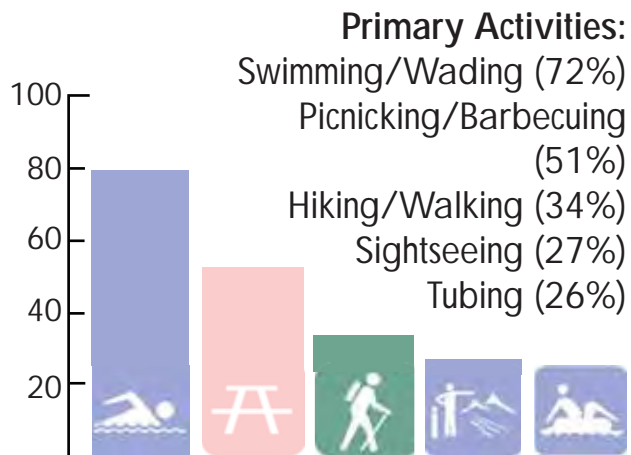 Primary Activities:
Swimming/Wading (72%)
Picnicking/Barbecuing
(51%)
Hiking/Walking (34%)
Sightseeing (27%)
Tubing (26%)
100
80
60
40
20